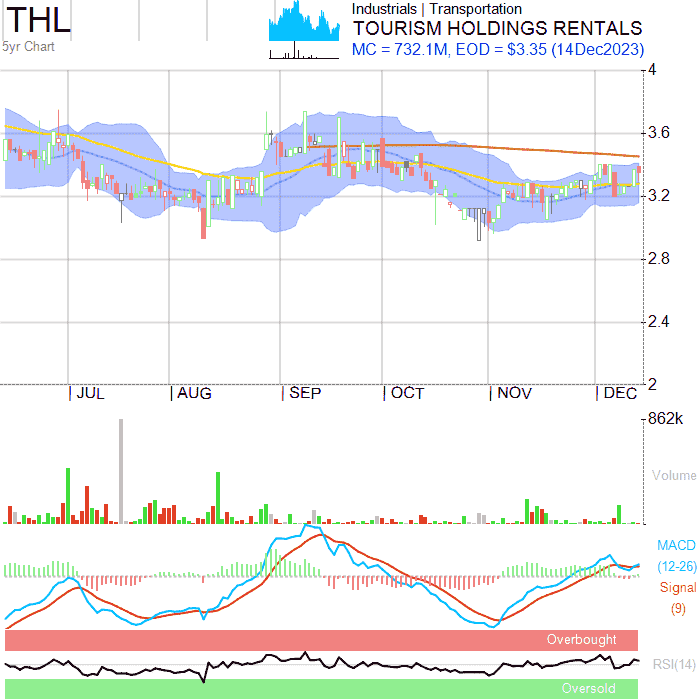 THL
5yr Chart
Industrials | Transportation
TOURISM HOLDINGS RENTALS
MC = 732.1M, EOD = $3.35 (14Dec2023)
4
3.6
3.2
2.8
2.4
2
JUL
AUG
SEP
OCT
NOV
DEC
862k
Volume
MACD
(12-26)
Signal
(9)
Overbought
RSI(14)
Oversold